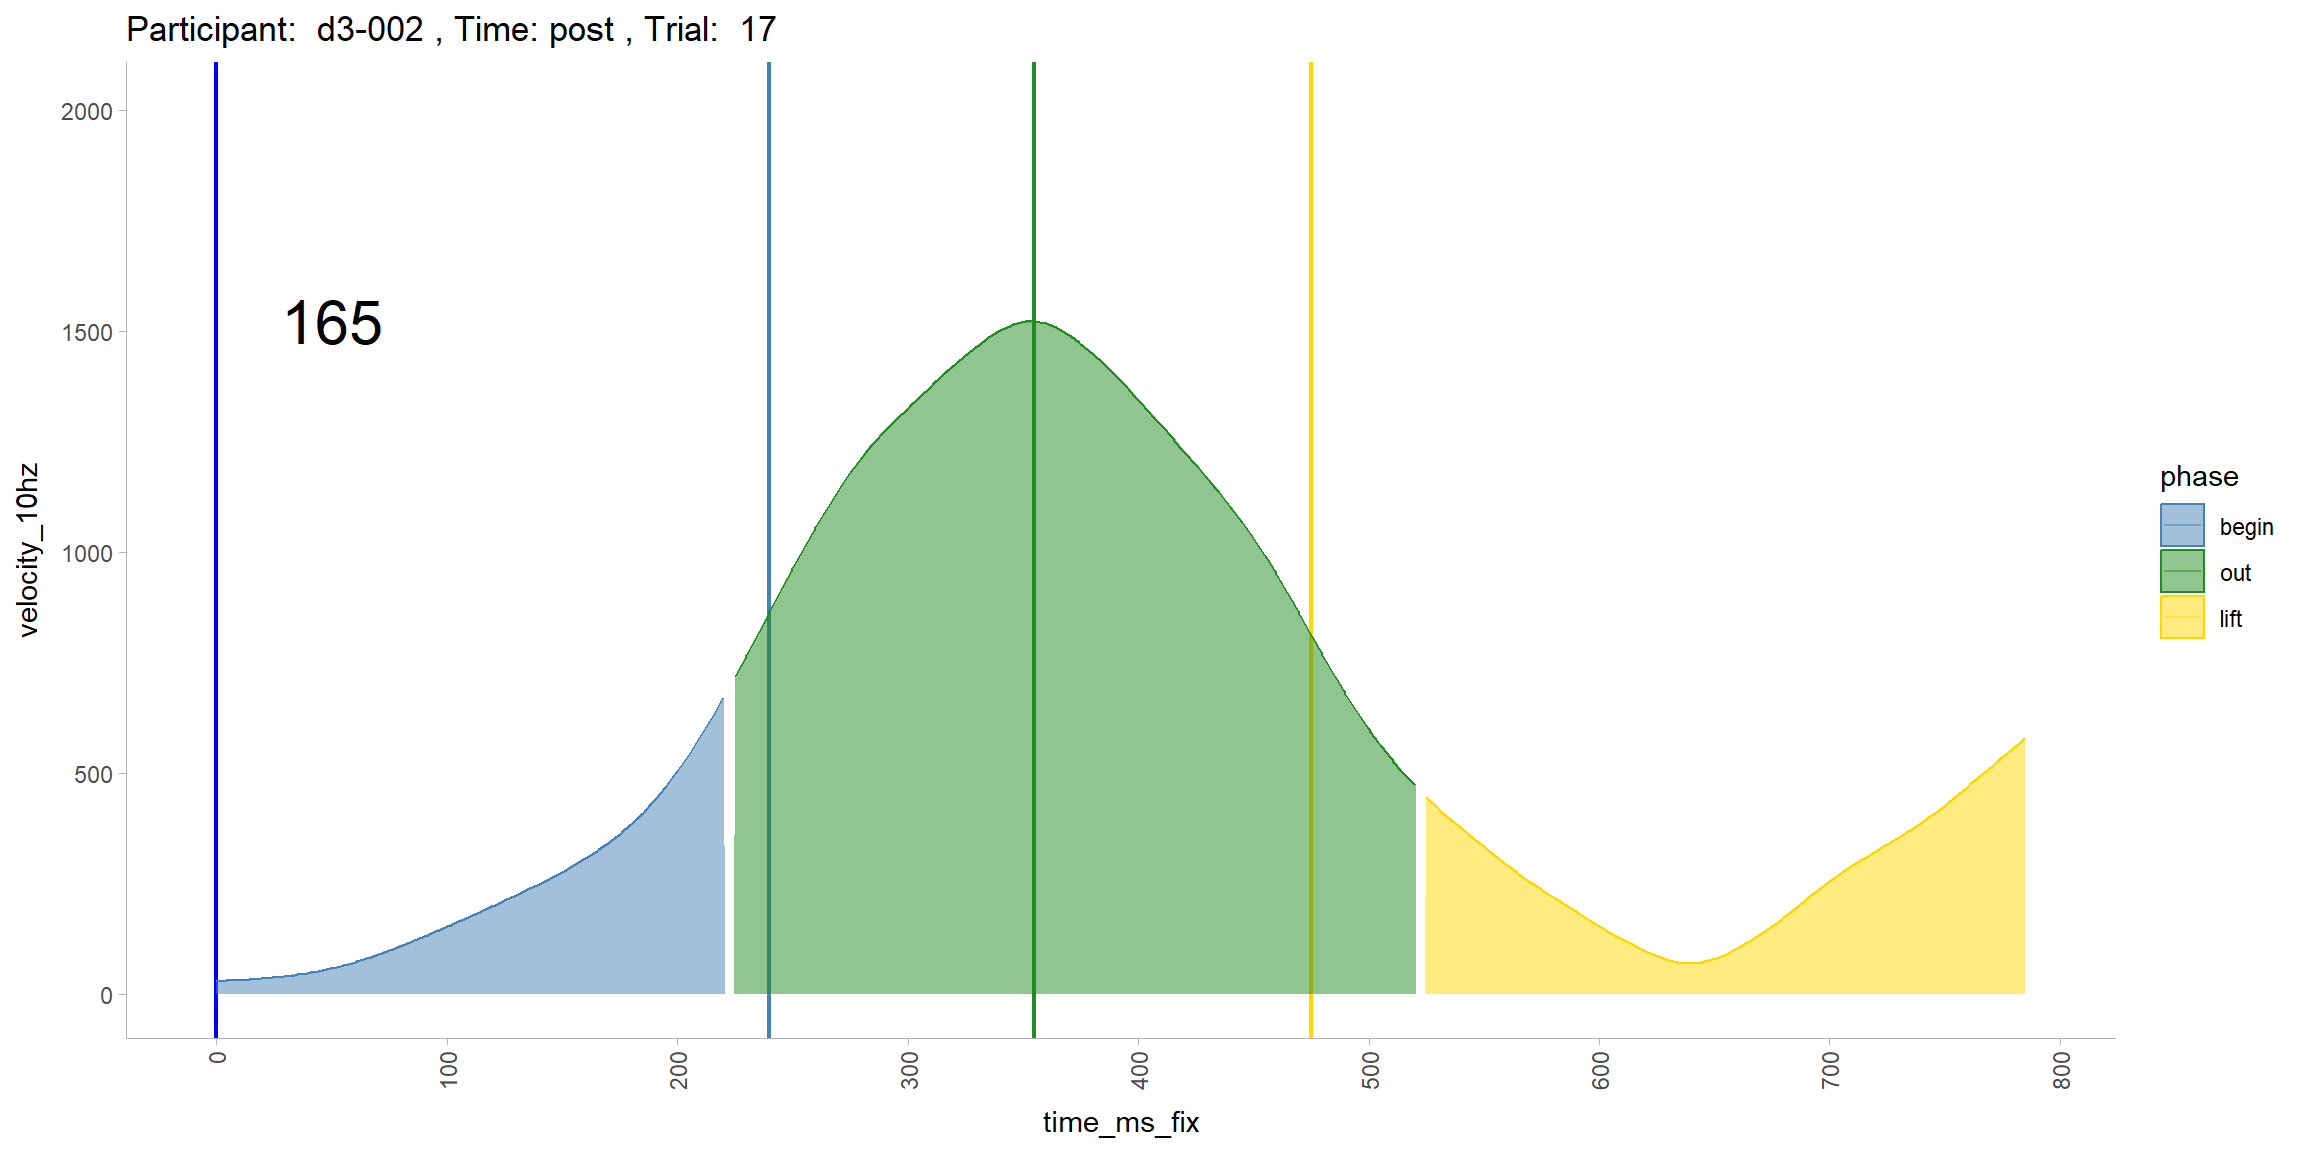 Participant:  d3-002 , Time: post , Trial:  17
2000
1500
1000
500
0
velocity_10hz
165
0
100
200
300
400
500
600
700
800
time_ms_fix
phase
begin
out
lift